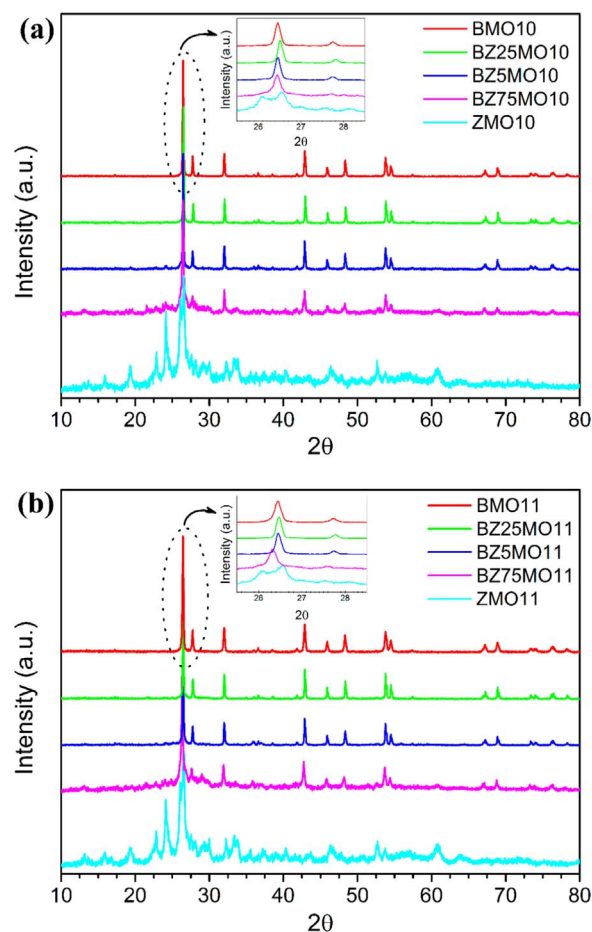 (a)
BMO10
BZ25MO10
BZ5MO10
BZ75MO10
ZMO10
Intensity (a.u.)
26 27 28
2θ
Intensity (a.u.)
10 20 30 40 50 60 70 80
2θ
(b)
BMO11
BZ25MO11
BZ5MO11
BZ75MO11
ZMO11
Intensity (a.u.)
26 27 28
2θ
Intensity (a.u.)
10 20 30 40 50 60 70 80
2θ